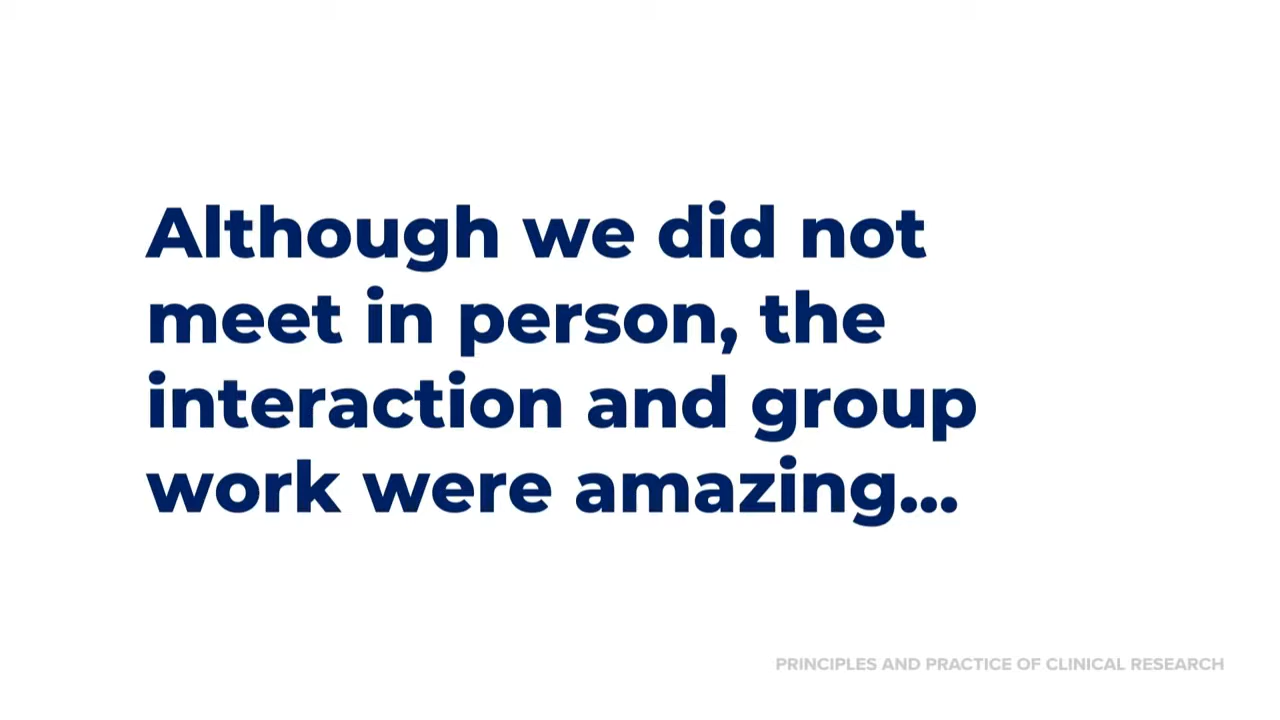 Although we did not
meet in person, the
interaction and group
work were amazing...
PRINCIPLES AND PRACTICE OF CLINICAL RESEARCH